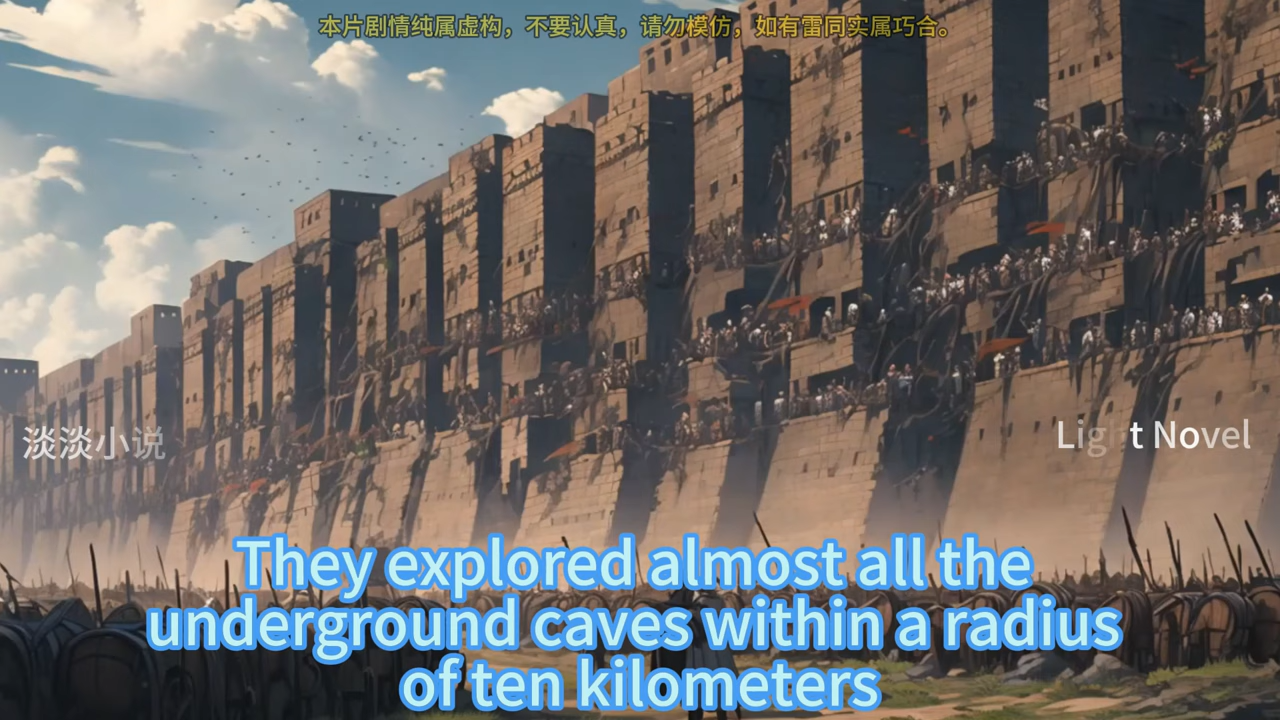 本片剧情纯属虚构，不要认真，请勿模仿，如有雷同实属巧合。
淡淡小说
Light Novel
They explored almost all the
underground caves within a radius
of ten kilometers